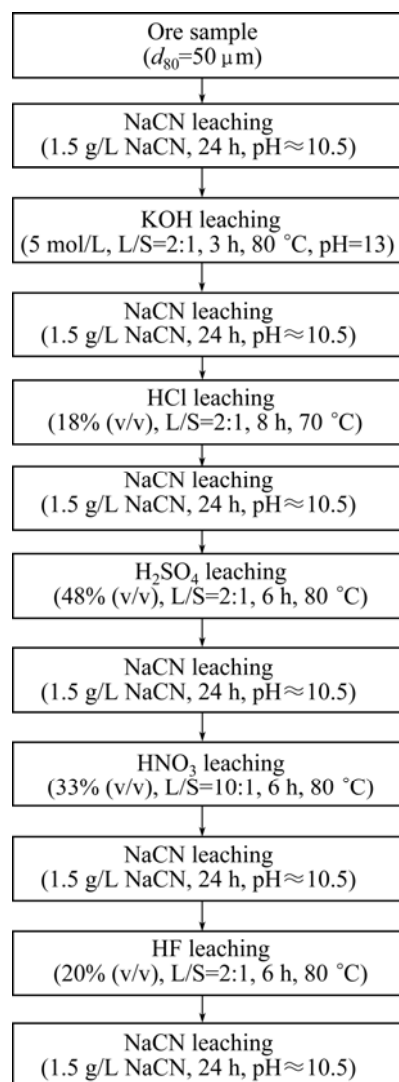 Ore sample
(d₈₀=50 μm)
NaCN leaching
(1.5 g/L NaCN, 24 h, pH≈10.5)
KOH leaching
(5 mol/L, L/S=2:1, 3 h, 80 °C, pH=13)
NaCN leaching
(1.5 g/L NaCN, 24 h, pH≈10.5)
HCl leaching
(18% (v/v), L/S=2:1, 8 h, 70 °C)
NaCN leaching
(1.5 g/L NaCN, 24 h, pH≈10.5)
H₂SO₄ leaching
(48% (v/v), L/S=2:1, 6 h, 80 °C)
NaCN leaching
(1.5 g/L NaCN, 24 h, pH≈10.5)
HNO₃ leaching
(33% (v/v), L/S=10:1, 6 h, 80 °C)
NaCN leaching
(1.5 g/L NaCN, 24 h, pH≈10.5)
HF leaching
(20% (v/v), L/S=2:1, 6 h, 80 °C)
NaCN leaching
(1.5 g/L NaCN, 24 h, pH≈10.5)